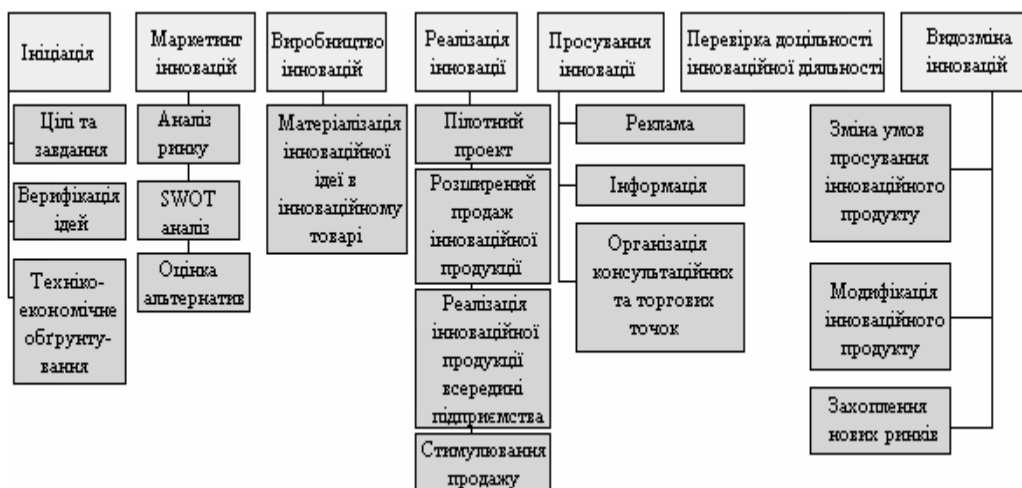 Ініціація
Маркетинг
інновацій
Виробництво
інновацій
Реалізація
інновації
Просування
інновації
Перевірка доцільності
інноваційної діяльності
Видозміна
інновацій
Цілі та
завдання
Верифікація
ідей
Техніко-
економічне
обґрунту-
вання
Аналіз
ринку
SWOT
аналіз
Оцінка
альтернатив
Матеріалізація
інноваційної
ідеї в
інноваційному
товарі
Пілотний
проект
Розширений
продаж
інноваційної
продукції
Реалізація
інноваційної
продукції
всередині
підприємства
Стимулювання
продажу
Реклама
Інформація
Організація
консультаційних
та торгових
точок
Зміна умов
просування
інноваційного
продукту
Модифікація
інноваційного
продукту
Захоплення
нових ринків